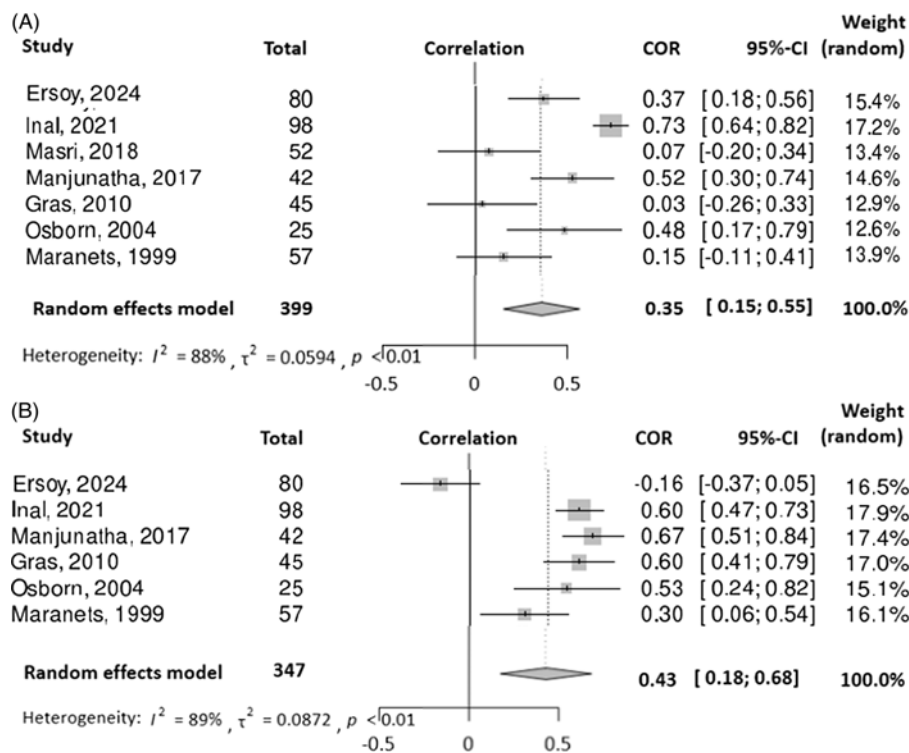 (A) Weight
Study Total Correlation COR 95%-CI (random)
Ersoy, 2024 80 0.37 [ 0.18; 0.56] 15.4%
Inal, 2021 98 0.73 [ 0.64; 0.82] 17.2%
Masri, 2018 52 0.07 [-0.20; 0.34] 13.4%
Manjunatha, 2017 42 0.52 [ 0.30; 0.74] 14.6%
Gras, 2010 45 0.03 [-0.26; 0.33] 12.9%
Osborn, 2004 25 0.48 [ 0.17; 0.79] 12.6%
Maranets, 1999 57 0.15 [-0.11; 0.41] 13.9%
Random effects model 399 0.35 [ 0.15; 0.55] 100.0%
Heterogeneity: I² = 88% , τ² = 0.0594 , p < 0.01
-0.5 0 0.5
(B) Weight
Study Total Correlation COR 95%-CI (random)
Ersoy, 2024 80 -0.16 [-0.37; 0.05] 16.5%
Inal, 2021 98 0.60 [ 0.47; 0.73] 17.9%
Manjunatha, 2017 42 0.67 [ 0.51; 0.84] 17.4%
Gras, 2010 45 0.60 [ 0.41; 0.79] 17.0%
Osborn, 2004 25 0.53 [ 0.24; 0.82] 15.1%
Maranets, 1999 57 0.30 [ 0.06; 0.54] 16.1%
Random effects model 347 0.43 [ 0.18; 0.68] 100.0%
Heterogeneity: I² = 89% , τ² = 0.0872 , p < 0.01
-0.5 0 0.5